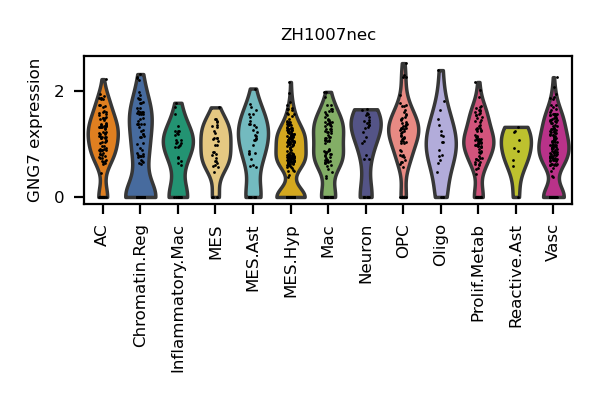 ZH1007nec
GNG7 expression
2
0
AC
Chromatin.Reg
Inflammatory.Mac
MES
MES.Ast
MES.Hyp
Mac
Neuron
OPC
Oligo
Prolif.Metab
Reactive.Ast
Vasc